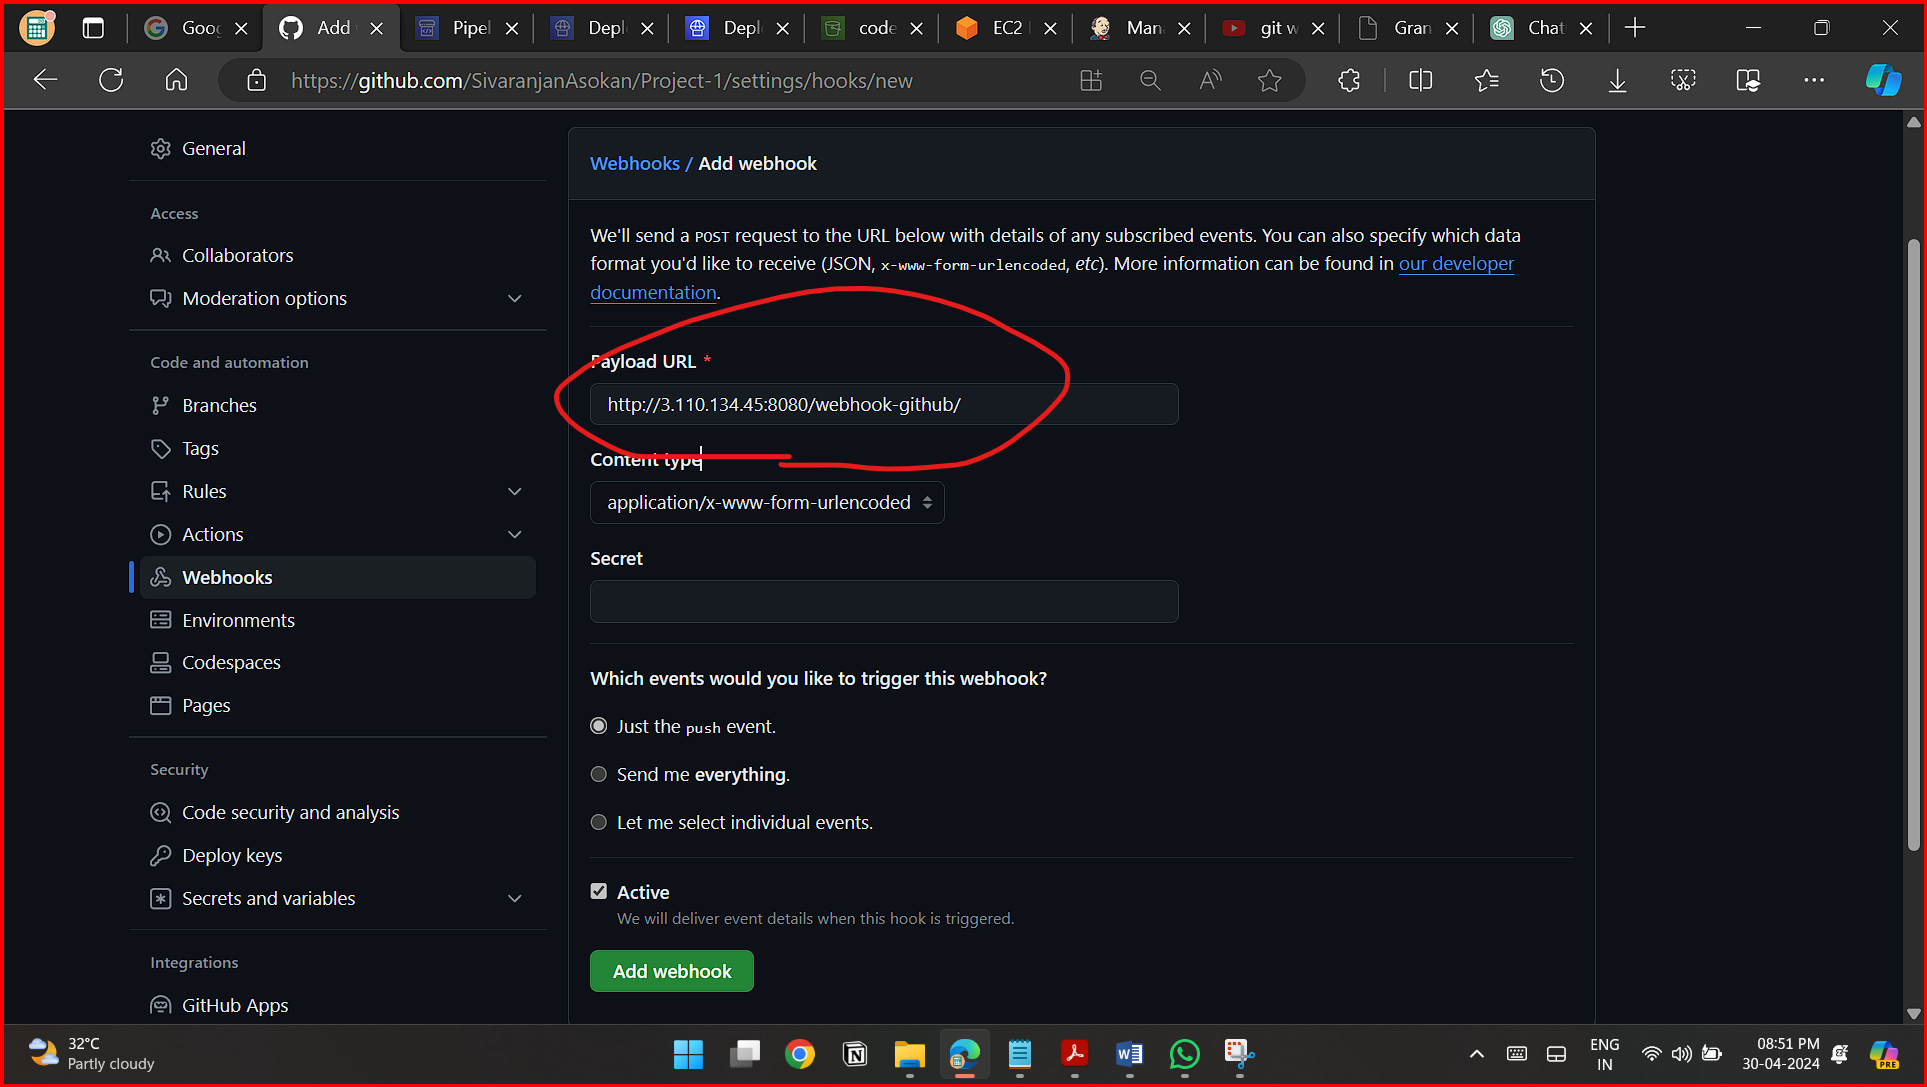 Goog
Add
Pipel
Depl
Depl
code
EC2
Man
git w
Gran
Chat
https://github.com/SivaranjanAsokan/Project-1/settings/hooks/new
General
Access
Collaborators
Moderation options
Code and automation
Branches
Tags
Rules
Actions
Webhooks
Environments
Codespaces
Pages
Security
Code security and analysis
Deploy keys
Secrets and variables
Integrations
GitHub Apps
Webhooks / Add webhook
We'll send a POST request to the URL below with details of any subscribed events. You can also specify which data
format you'd like to receive (JSON, x-www-form-urlencoded, etc). More information can be found in our developer
documentation.
Payload URL *
http://3.110.134.45:8080/webhook-github/
Content type
application/x-www-form-urlencoded
Secret
Which events would you like to trigger this webhook?
Just the push event.
Send me everything.
Let me select individual events.
Active
We will deliver event details when this hook is triggered.
Add webhook
32°C
Partly cloudy
ENG
IN
08:51 PM
30-04-2024
PRE